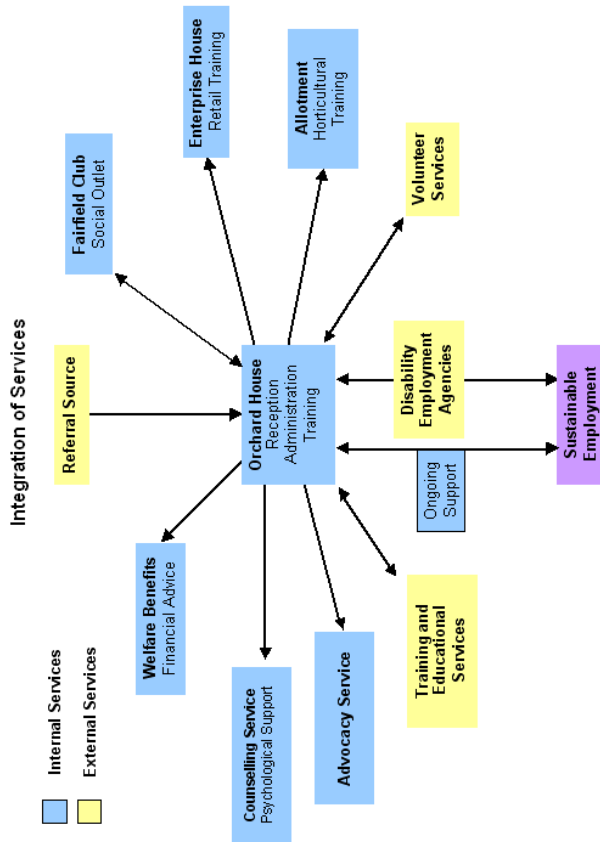 Integration of Services
Internal Services
External Services
Referral Source
Fairfield Club
Social Outlet
Enterprise House
Retail Training
Allotment
Horticultural
Training
Volunteer
Services
Disability
Employment
Agencies
Sustainable
Employment
Ongoing
Support
Training and
Educational
Services
Advocacy Service
Counselling Service
Psychological Support
Welfare Benefits
Financial Advice
Orchard House
Reception
Administration
Training